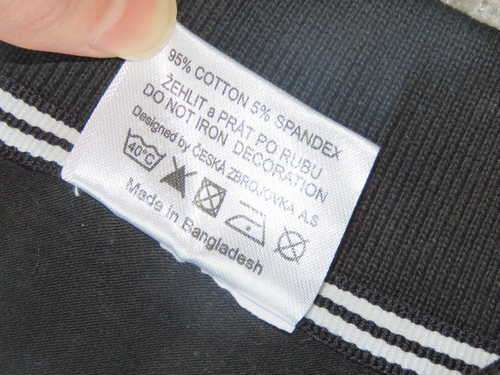 95% COTTON 5% SPANDEX
ŽEHLIT a PRÁT PO RUBU
DO NOT IRON DECORATION
Designed by ČESKÁ ZBROJOVKA A.S
40°C
Made in Bangladesh